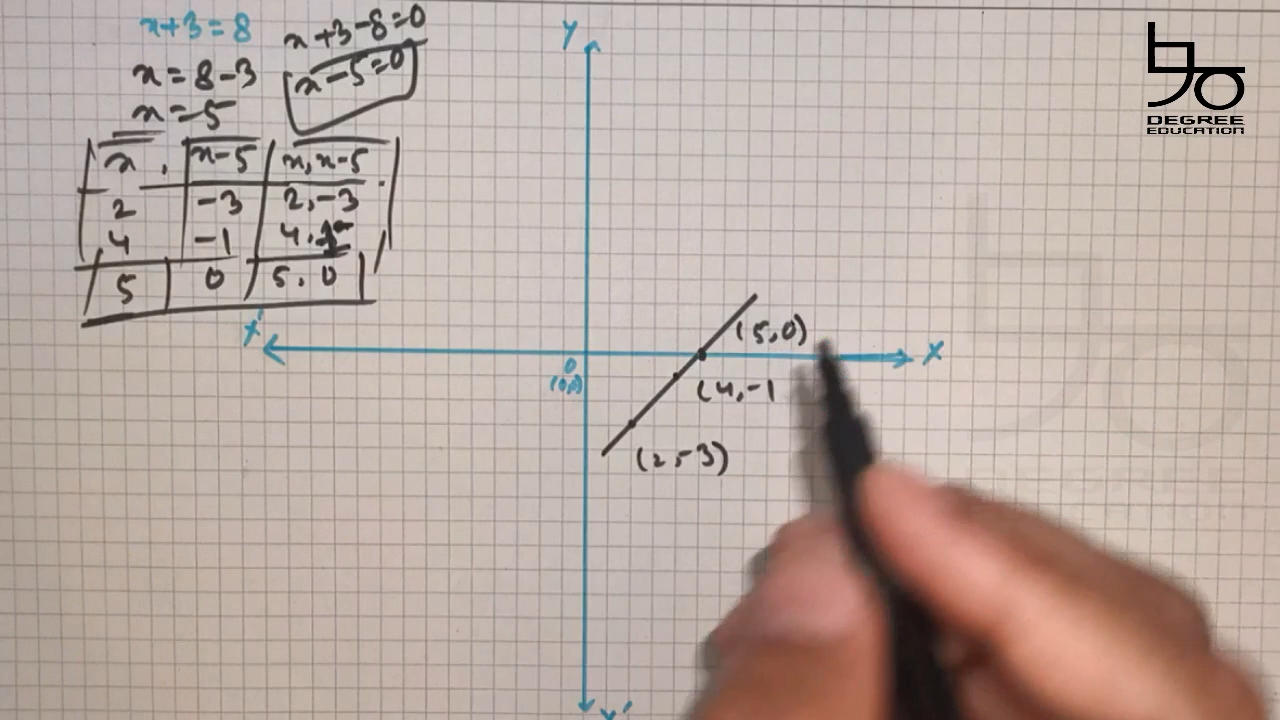 x+3=8
x+3-8=0
x=8-3
x-5=0
x=5
x, x-5 x,x-5
2 -3 2,-3
4 -1 4,
5 0 5,0
Y
X'
X
0
(0,0)
(5,0)
(4,-1
(2,-3)
Y'
DEGREE
EDUCATION